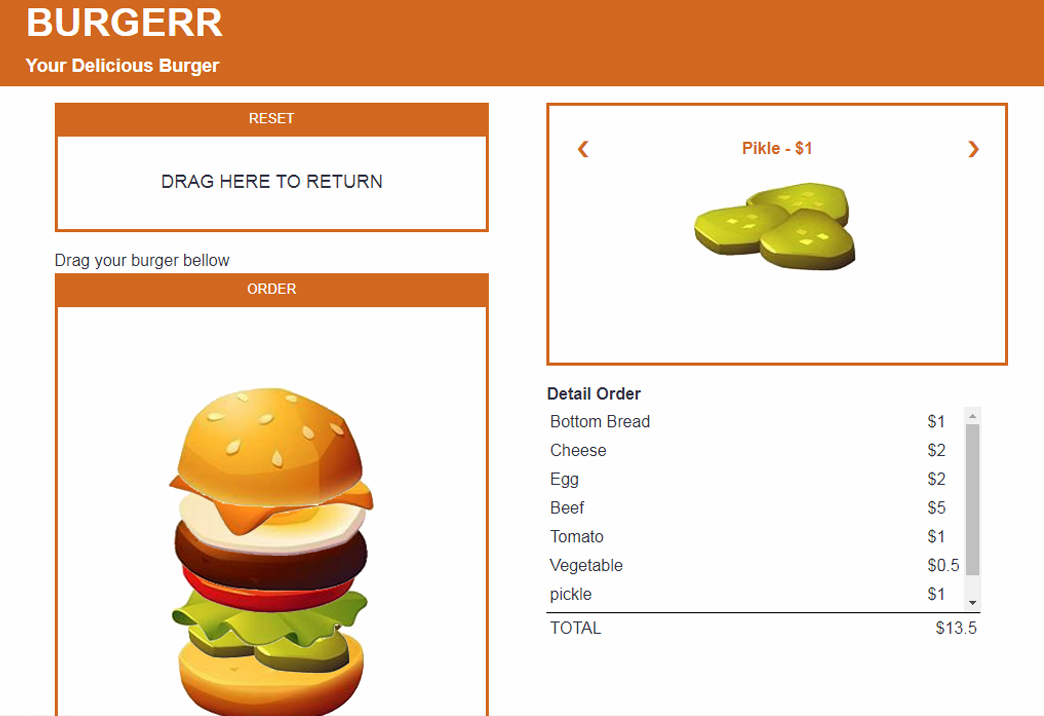 BURGERR
Your Delicious Burger
RESET
DRAG HERE TO RETURN
Drag your burger bellow
ORDER
❮ Pikle - $1 ❯
Detail Order
Bottom Bread $1
Cheese $2
Egg $2
Beef $5
Tomato $1
Vegetable $0.5
pickle $1
TOTAL $13.5